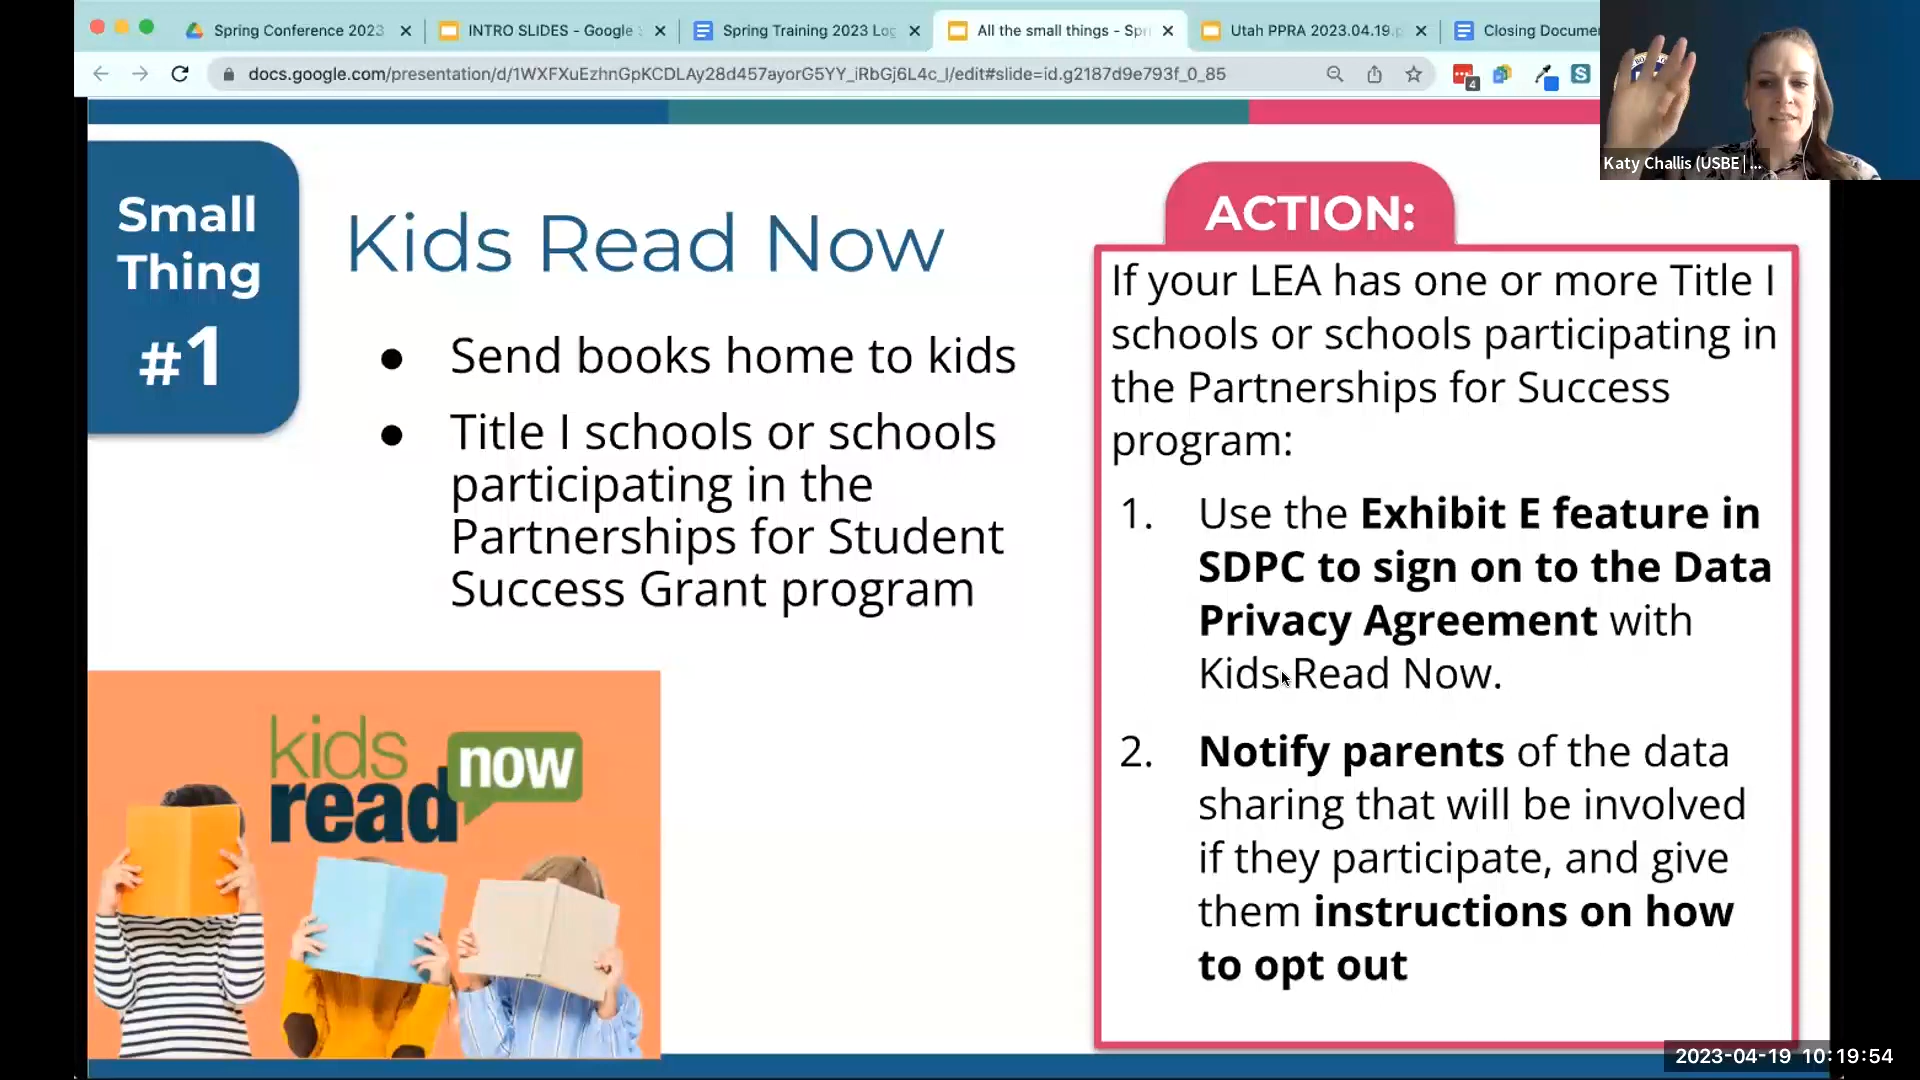 Spring Conference 2023
INTRO SLIDES - Google
Spring Training 2023 Log
All the small things - Spri
Utah PPRA 2023.04.19.p
Closing Docume
docs.google.com/presentation/d/1WXFXuEzhnGpKCDLAy28d457ayorG5YY_iRbGj6L4c_I/edit#slide=id.g2187d9e793f_0_85
4
S
Katy Challis (USBE | ...
Small
Thing
#1
Kids Read Now
● Send books home to kids
● Title I schools or schools
participating in the
Partnerships for Student
Success Grant program
kids
read now
ACTION:
If your LEA has one or more Title I
schools or schools participating in
the Partnerships for Success
program:
1. Use the Exhibit E feature in
SDPC to sign on to the Data
Privacy Agreement with
Kids Read Now.
2. Notify parents of the data
sharing that will be involved
if they participate, and give
them instructions on how
to opt out
2023-04-19 10:19:54